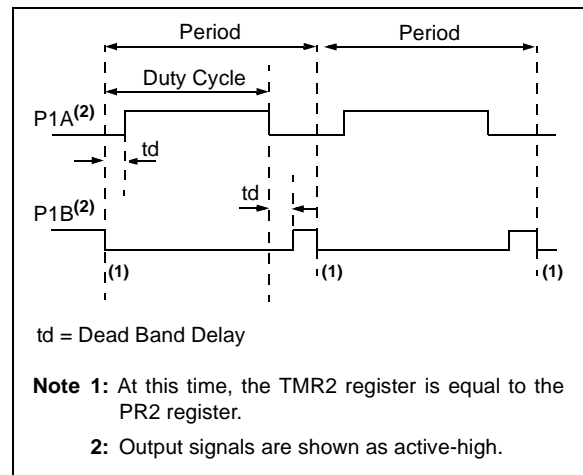 Period Period
Duty Cycle
P1A(2)
td
td
P1B(2)
(1) (1) (1)
td = Dead Band Delay
Note 1: At this time, the TMR2 register is equal to the
PR2 register.
2: Output signals are shown as active-high.